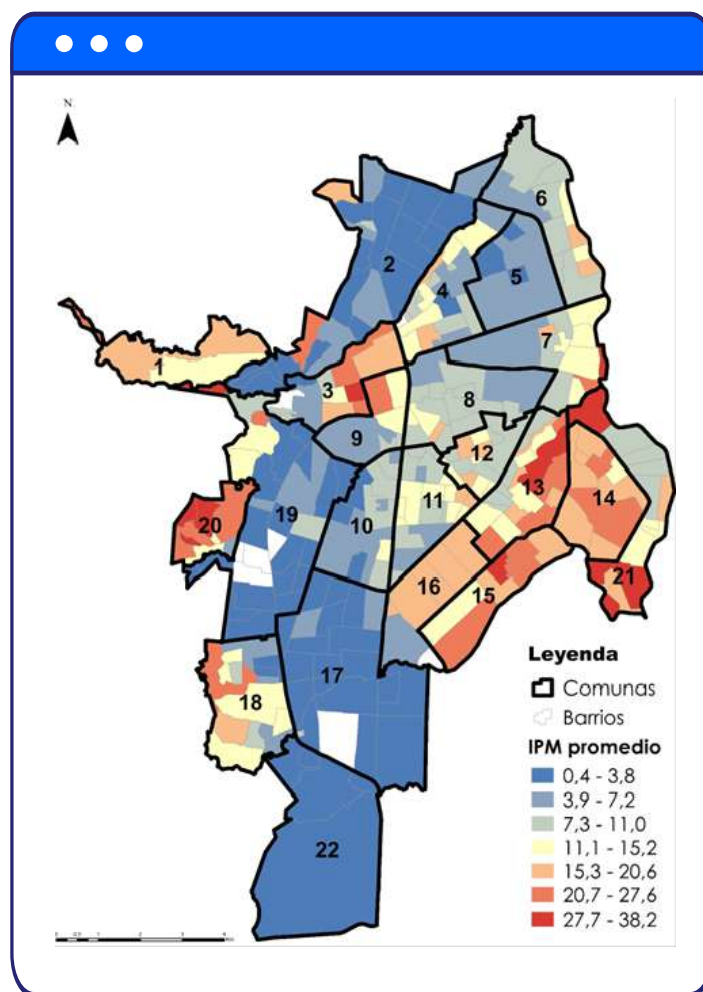 N
6
2
5
4
7
1
3
8
9
12
13
14
11
20
19
10
16
21
15
17
18
22
Leyenda
Comunas
Barrios
IPM promedio
0,4 - 3,8
3,9 - 7,2
7,3 - 11,0
11,1 - 15,2
15,3 - 20,6
20,7 - 27,6
27,7 - 38,2